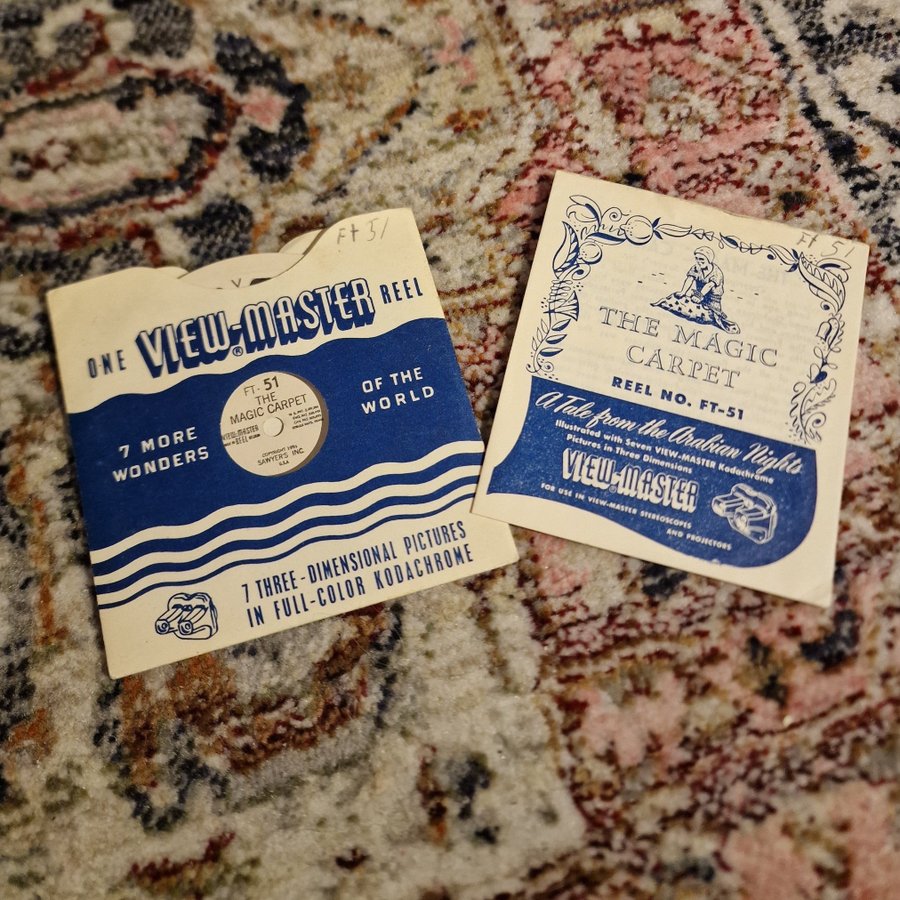 Ft 51
ONE VIEW-MASTER® REEL
7 MORE
WONDERS
FT- 51
THE
MAGIC CARPET
VIEW-MASTER
REEL
COPYRIGHT
SAWYER'S INC.
U.S.A.
OF THE
WORLD
7 THREE-DIMENSIONAL PICTURES
IN FULL-COLOR KODACHROME
Ft 51
THE MAGIC
CARPET
REEL NO. FT-51
A Tale from the Arabian Nights
Illustrated with Seven VIEW-MASTER Kodachrome
Pictures in Three Dimensions
VIEW-MASTER®
FOR USE IN VIEW-MASTER STEREOSCOPES
AND PROJECTORS